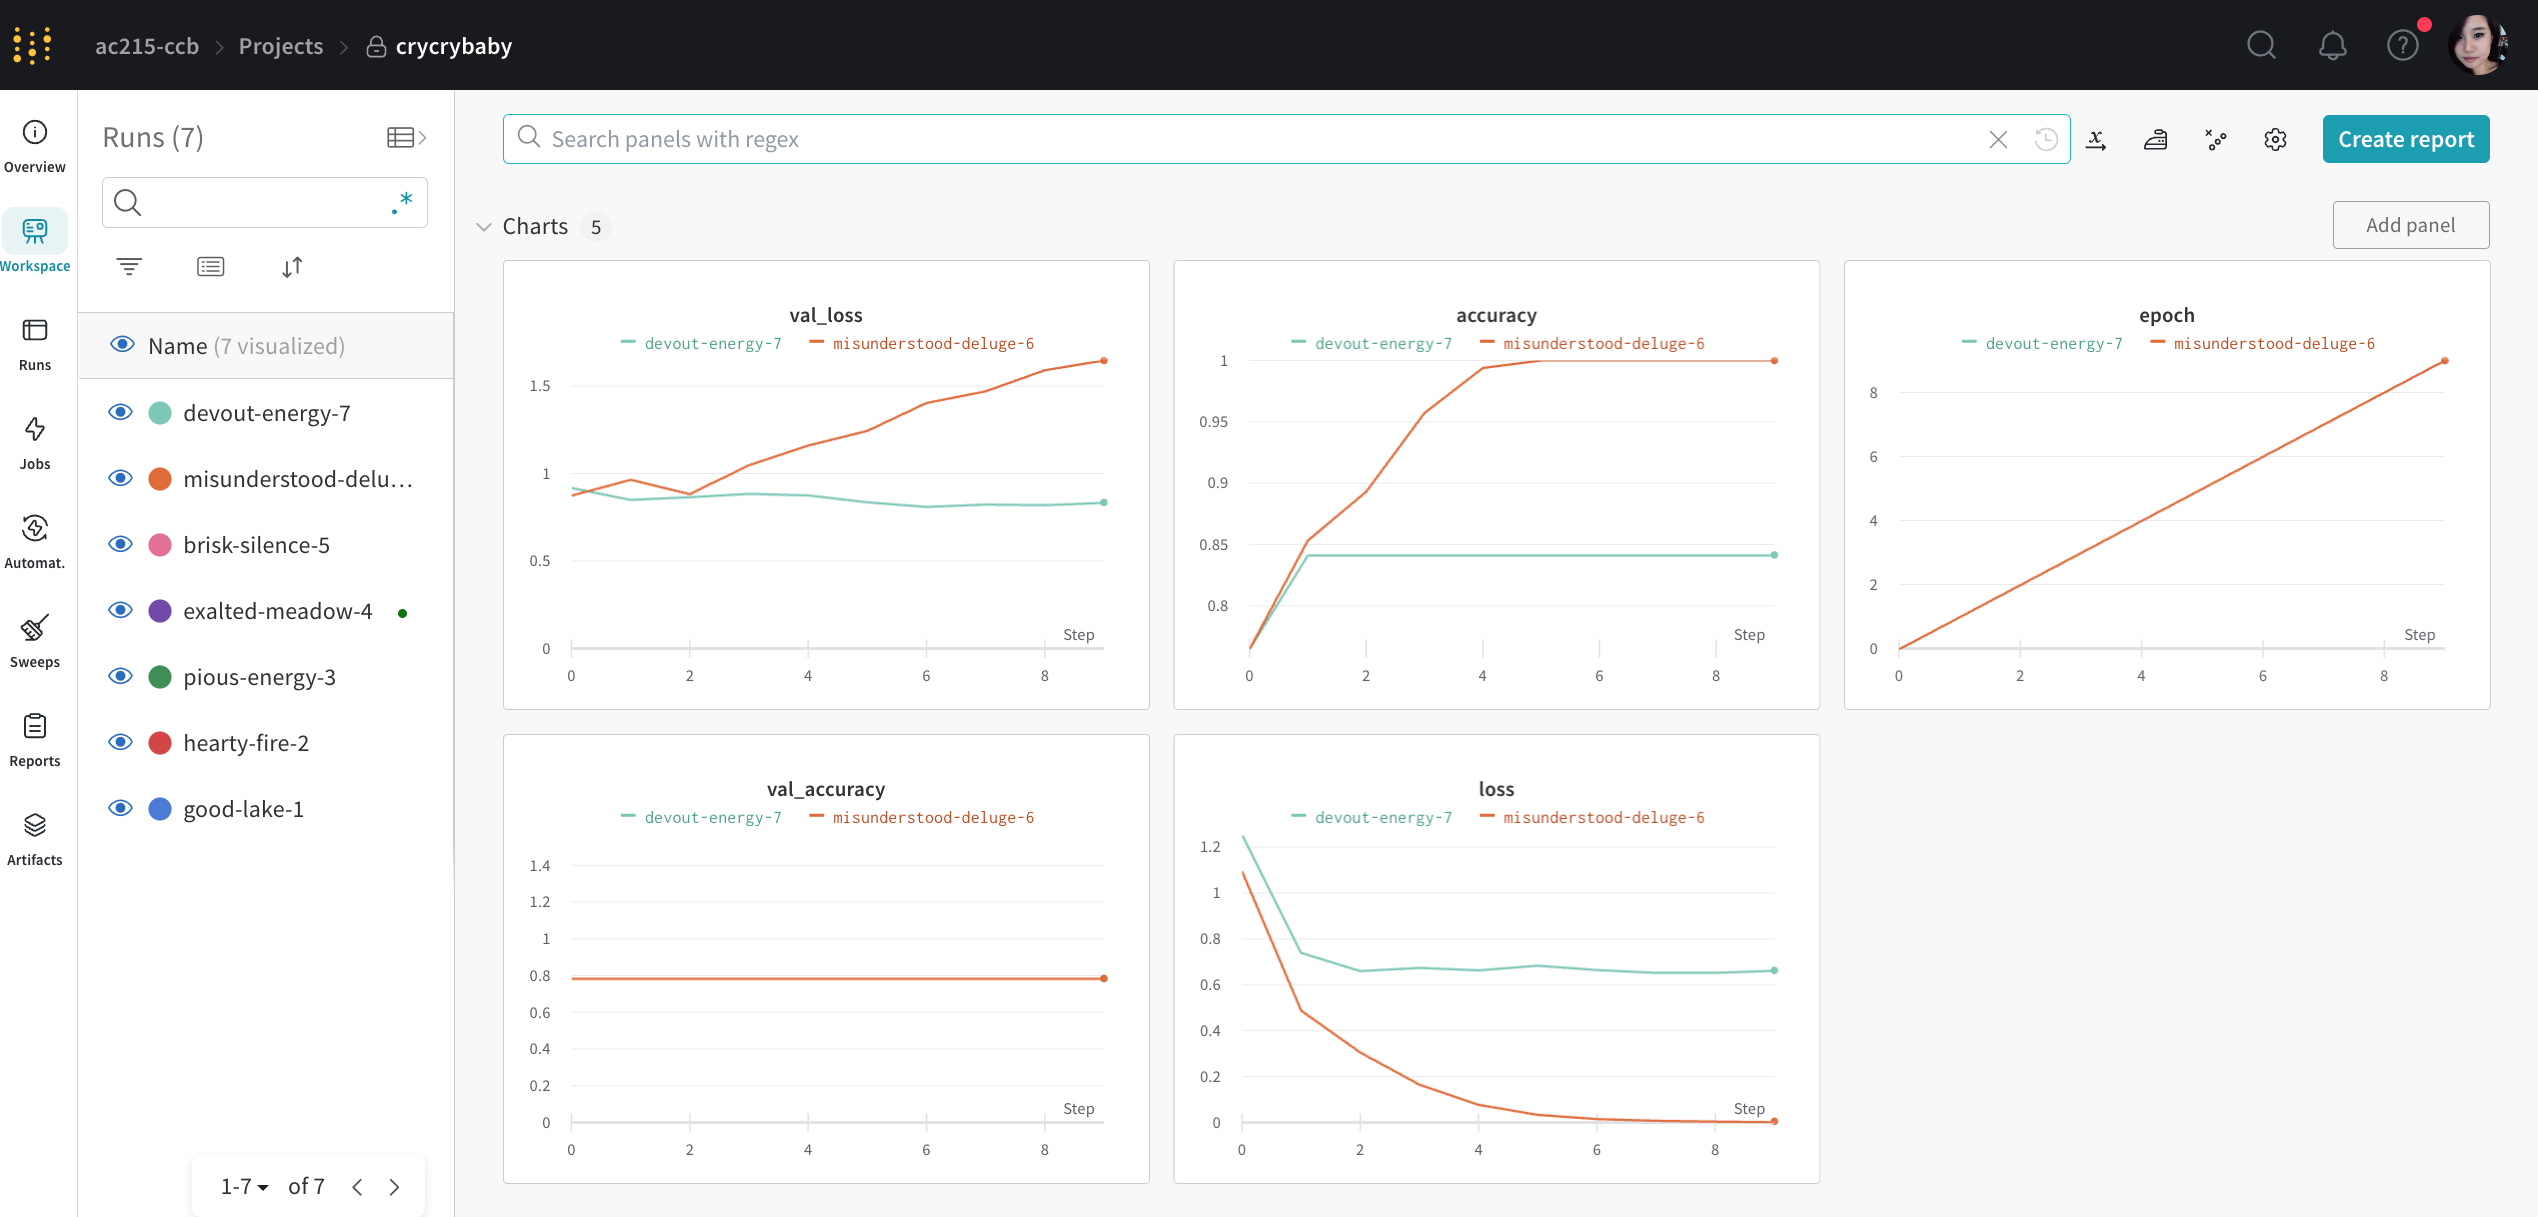 ac215-ccb > Projects > crycrybaby
Overview
Workspace
Runs
Jobs
Automat.
Sweeps
Reports
Artifacts
Runs (7)
.*
Name (7 visualized)
devout-energy-7
misunderstood-delu...
brisk-silence-5
exalted-meadow-4
pious-energy-3
hearty-fire-2
good-lake-1
1-7 of 7
Search panels with regex
Create report
Charts 5
Add panel
val_loss
devout-energy-7 misunderstood-deluge-6
1.5
1
0.5
0
Step
0 2 4 6 8
accuracy
devout-energy-7 misunderstood-deluge-6
1
0.95
0.9
0.85
0.8
Step
0 2 4 6 8
epoch
devout-energy-7 misunderstood-deluge-6
8
6
4
2
0
Step
0 2 4 6 8
val_accuracy
devout-energy-7 misunderstood-deluge-6
1.4
1.2
1
0.8
0.6
0.4
0.2
0
Step
0 2 4 6 8
loss
devout-energy-7 misunderstood-deluge-6
1.2
1
0.8
0.6
0.4
0.2
0
Step
0 2 4 6 8